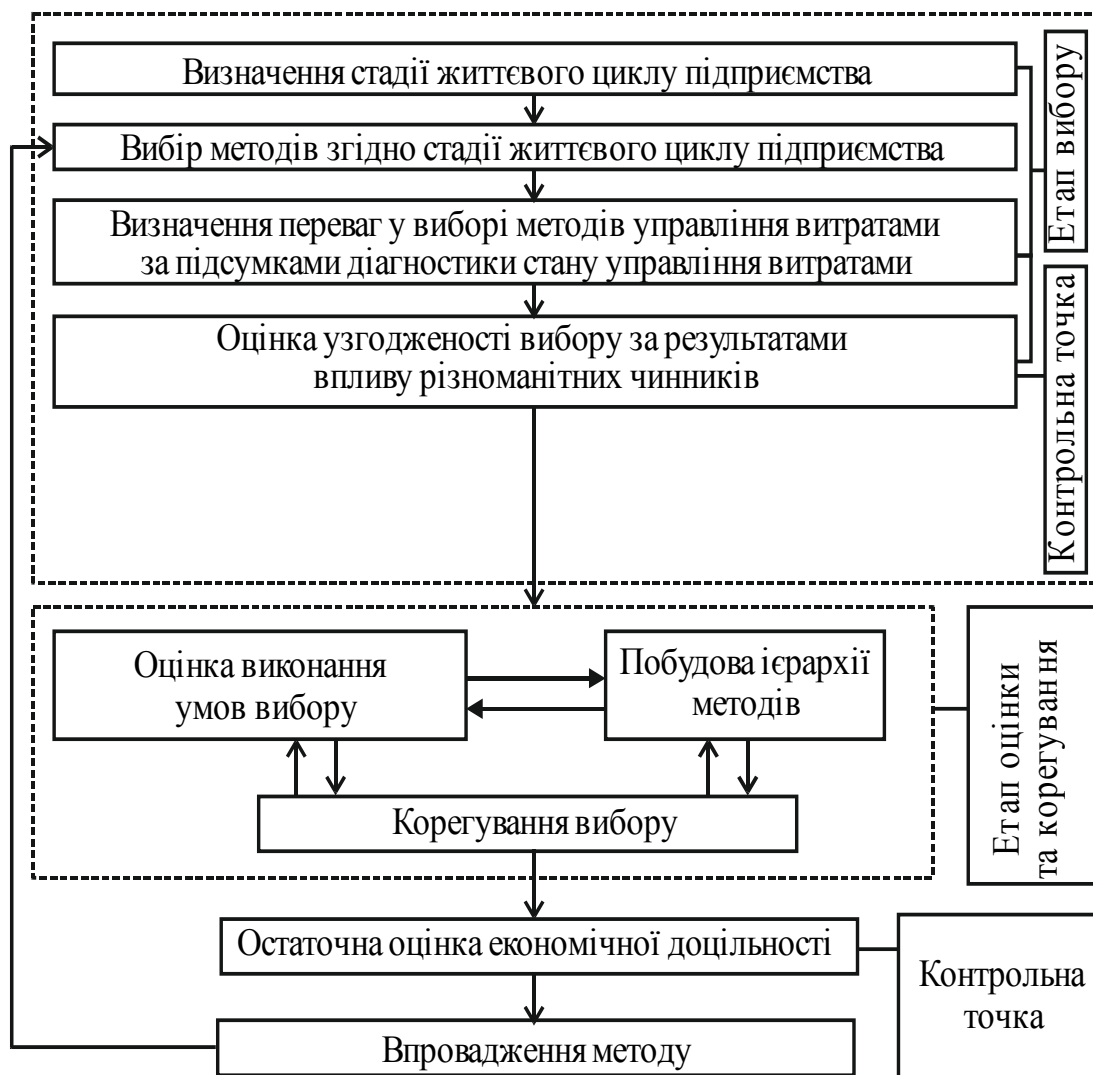 Визначення стадії життєвого циклу підприємства
Вибір методів згідно стадії життєвого циклу підприємства
Визначення переваг у виборі методів управління витратами
за підсумками діагностики стану управління витратами
Оцінка узгодженості вибору за результатами
впливу різноманітних чинників
Етап вибору
Контрольна точка
Оцінка виконання
умов вибору
Побудова ієрархії
методів
Корегування вибору
Етап оцінки
та корегування
Остаточна оцінка економічної доцільності
Контрольна
точка
Впровадження методу